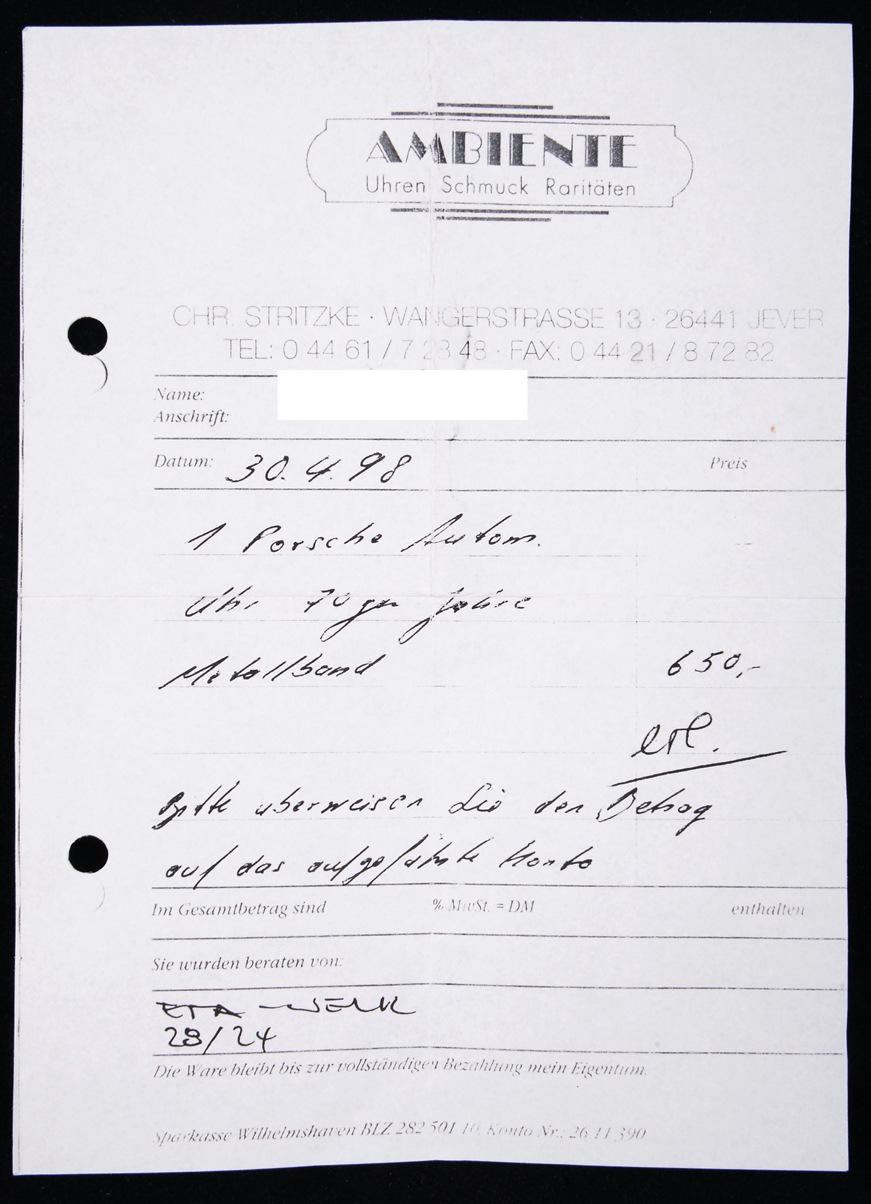 AMBIENTE
Uhren Schmuck Raritäten
CHR. STRITZKE · WANGERSTRASSE 13 · 26441 JEVER
TEL: 0 44 61 / 7 28 48 · FAX: 0 44 21 / 8 72 82
Name:
Anschrift:
Datum: 30.4.98 Preis
1 Porsche Autom.
Uhr 70ger Jahre
Metallband 650,-
erl.
Bitte überweisen Sie den Betrag
auf das aufgeführte Konto
Im Gesamtbetrag sind % MwSt. = DM enthalten
Sie wurden beraten von:
ETA
28/24
Die Ware bleibt bis zur vollständigen Bezahlung mein Eigentum.
Sparkasse Wilhelmshaven BLZ 282 501 10, Konto Nr.: 26 11 390